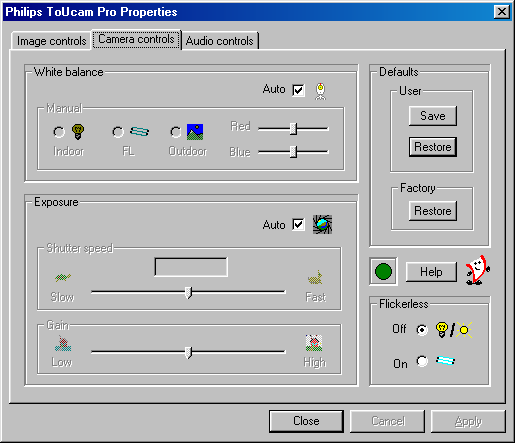 Philips ToUcam Pro Properties
Image controls Camera controls Audio controls
White balance
Auto
Manual
Indoor FL Outdoor
Red
Blue
Exposure
Auto
Shutter speed
Slow Fast
Gain
Low High
Defaults
User
Save
Restore
Factory
Restore
Help
Flickerless
Off /
On
Close Cancel Apply